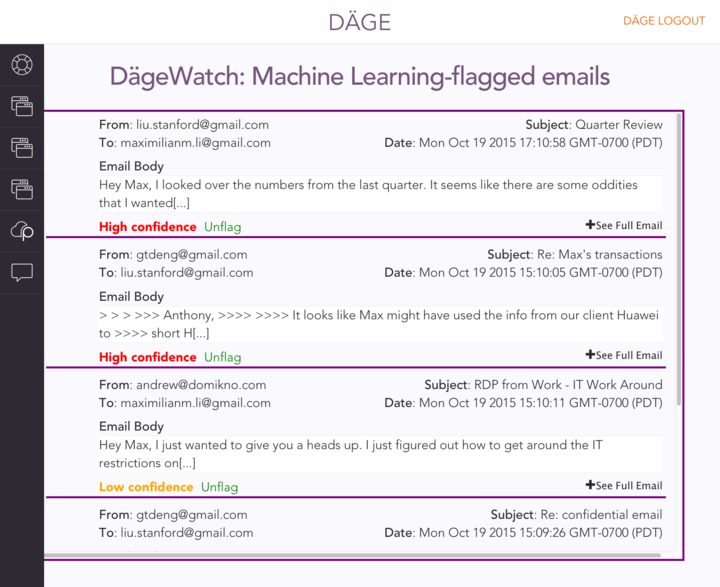 DÄGE
DÄGE LOGOUT
DägeWatch: Machine Learning-flagged emails
From: liu.stanford@gmail.com
Subject: Quarter Review
To: maximilianm.li@gmail.com
Date: Mon Oct 19 2015 17:10:58 GMT-0700 (PDT)
Email Body
Hey Max, I looked over the numbers from the last quarter. It seems like there are some oddities
that I wanted[...]
High confidence Unflag
+See Full Email
From: gtdeng@gmail.com
Subject: Re: Max's transactions
To: liu.stanford@gmail.com
Date: Mon Oct 19 2015 15:10:05 GMT-0700 (PDT)
Email Body
> > > >>> Anthony, >>>> >>>> It looks like Max might have used the info from our client Huawei
to >>>> short H[...]
High confidence Unflag
+See Full Email
From: andrew@domikno.com
Subject: RDP from Work - IT Work Around
To: maximilianm.li@gmail.com
Date: Mon Oct 19 2015 15:10:11 GMT-0700 (PDT)
Email Body
Hey Max, I just wanted to give you a heads up. I just figured out how to get around the IT
restrictions on[...]
Low confidence Unflag
+See Full Email
From: gtdeng@gmail.com
Subject: Re: confidential email
To: liu.stanford@gmail.com
Date: Mon Oct 19 2015 15:09:26 GMT-0700 (PDT)